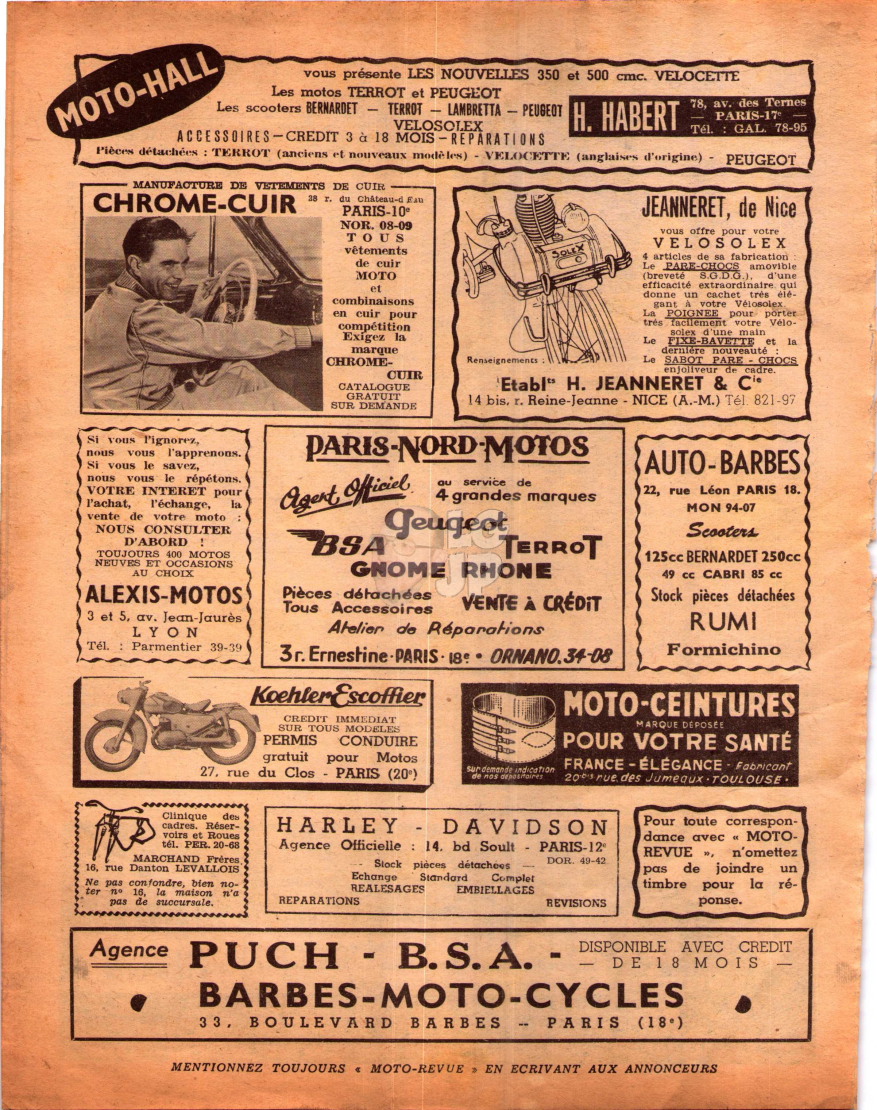 MOTO-HALL
vous présente LES NOUVELLES 350 et 500 cmc. VELOCETTE
Les motos TERROT et PEUGEOT
Les scooters BERNARDET — TERROT — LAMBRETTA — PEUGEOT
VELOSOLEX
ACCESSOIRES — CREDIT 3 à 18 MOIS — REPARATIONS
H. HABERT
78, av. des Ternes
— PARIS-17e —
Tél. : GAL. 78-95
Pièces détachées : TERROT (anciens et nouveaux modèles) - VELOCETTE (anglaises d'origine) - PEUGEOT
MANUFACTURE DE VETEMENTS DE CUIR
CHROME-CUIR
38 r. du Château-d'Eau
PARIS-10e
NOR. 08-09
TOUS
vêtements
de cuir
MOTO
et
combinaisons
en cuir pour
compétition
Exigez la
marque
CHROME-
CUIR
CATALOGUE
GRATUIT
SUR DEMANDE
SOLEX
JEANNERET, de Nice
vous offre pour votre
VELOSOLEX
4 articles de sa fabrication :
Le PARE-CHOCS amovible
(breveté S.G.D.G.), d'une
efficacité extraordinaire qui
donne un cachet très élé-
gant à votre Vélosolex.
La POIGNEE pour porter
très facilement votre Vélo-
solex d'une main
Le FIXE-BAVETTE et la
dernière nouveauté :
Le SABOT PARE-CHOCS
enjoliveur de cadre.
Renseignements :
Etablts H. JEANNERET & Cie
14 bis, r. Reine-Jeanne - NICE (A.-M.) Tél. 821-97
Si vous l'ignorez,
nous vous l'apprenons.
Si vous le savez,
nous vous le répétons.
VOTRE INTERET pour
l'achat, l'échange, la
vente de votre moto :
NOUS CONSULTER
D'ABORD !
TOUJOURS 400 MOTOS
NEUVES ET OCCASIONS
AU CHOIX
ALEXIS-MOTOS
3 et 5, av. Jean-Jaurès
LYON
Tél. : Parmentier 39-39
PARIS-NORD-MOTOS
Agent Officiel
au service de
4 grandes marques
Peugeot
BSA TERROT
GNOME RHONE
Pièces détachées
Tous Accessoires
VENTE à CRÉDIT
Atelier de Réparations
3 r. Ernestine · PARIS · 18e • ORNANO. 34-08
AUTO-BARBES
22, rue Léon PARIS 18.
MON 94-07
Scooters
125cc BERNARDET 250cc
49 cc CABRI 85 cc
Stock pièces détachées
RUMI
Formichino
Koehler Escoffier
CREDIT IMMEDIAT
SUR TOUS MODELES
PERMIS CONDUIRE
gratuit pour Motos
27, rue du Clos - PARIS (20e)
MOTO-CEINTURES
MARQUE DÉPOSÉE
POUR VOTRE SANTÉ
FRANCE - ÉLÉGANCE - Fabricant
20bis rue des Jumeaux · TOULOUSE ·
sur demande indication
de nos dépositaires
Clinique des
cadres. Réser-
voirs et Roues
tél. PER. 20-68
MARCHAND Frères
16, rue Danton LEVALLOIS
Ne pas confondre, bien no-
ter n° 16, la maison n'a
pas de succursale.
HARLEY - DAVIDSON
Agence Officielle : 14, bd Soult - PARIS-12e
DOR. 49-42
— Stock pièces détachées —
Echange Standard Complet
REALESAGES EMBIELLAGES
REPARATIONS REVISIONS
Pour toute correspon-
dance avec « MOTO-
REVUE », n'omettez
pas de joindre un
timbre pour la ré-
ponse.
Agence PUCH - B.S.A. -
DISPONIBLE AVEC CREDIT
— DE 18 MOIS —
BARBES-MOTO-CYCLES
33, BOULEVARD BARBES -- PARIS (18e)
MENTIONNEZ TOUJOURS « MOTO-REVUE » EN ECRIVANT AUX ANNONCEURS